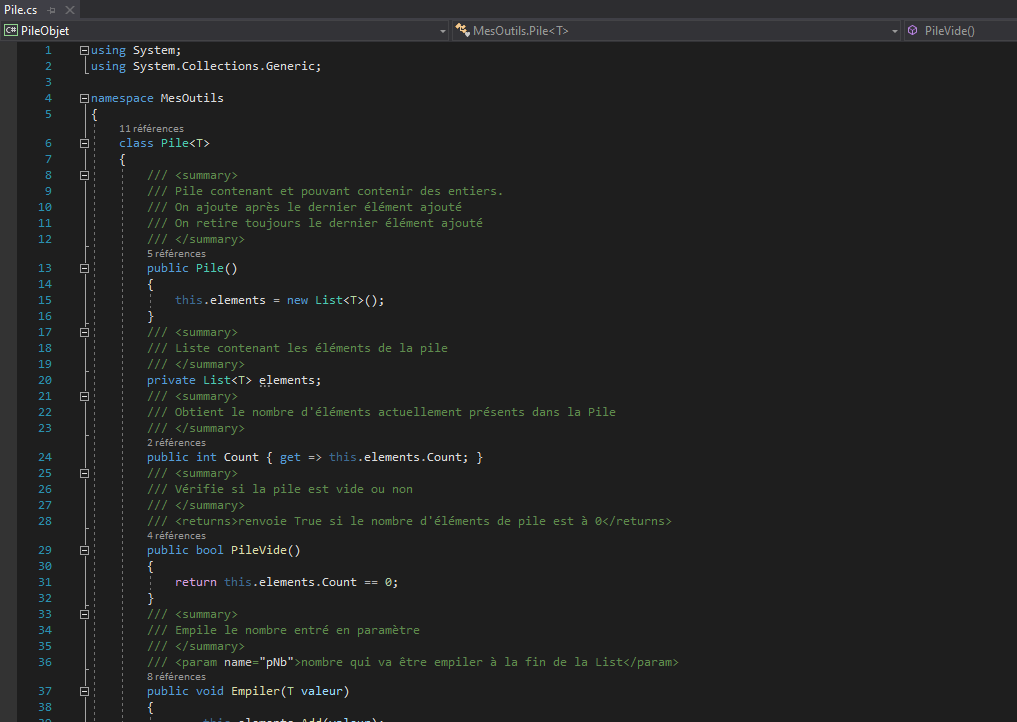 Pile.cs
PileObjet MesOutils.Pile<T> PileVide()
1 using System;
2 using System.Collections.Generic;
3
4 namespace MesOutils
5 {
11 références
6 class Pile<T>
7 {
8 /// <summary>
9 /// Pile contenant et pouvant contenir des entiers.
10 /// On ajoute après le dernier élément ajouté
11 /// On retire toujours le dernier élément ajouté
12 /// </summary>
5 références
13 public Pile()
14 {
15 this.elements = new List<T>();
16 }
17 /// <summary>
18 /// Liste contenant les éléments de la pile
19 /// </summary>
20 private List<T> elements;
21 /// <summary>
22 /// Obtient le nombre d'éléments actuellement présents dans la Pile
23 /// </summary>
2 références
24 public int Count { get => this.elements.Count; }
25 /// <summary>
26 /// Vérifie si la pile est vide ou non
27 /// </summary>
28 /// <returns>renvoie True si le nombre d'éléments de pile est à 0</returns>
4 références
29 public bool PileVide()
30 {
31 return this.elements.Count == 0;
32 }
33 /// <summary>
34 /// Empile le nombre entré en paramètre
35 /// </summary>
36 /// <param name="pNb">nombre qui va être empiler à la fin de la List</param>
8 références
37 public void Empiler(T valeur)
38 {
39 this.elements.Add(valeur);